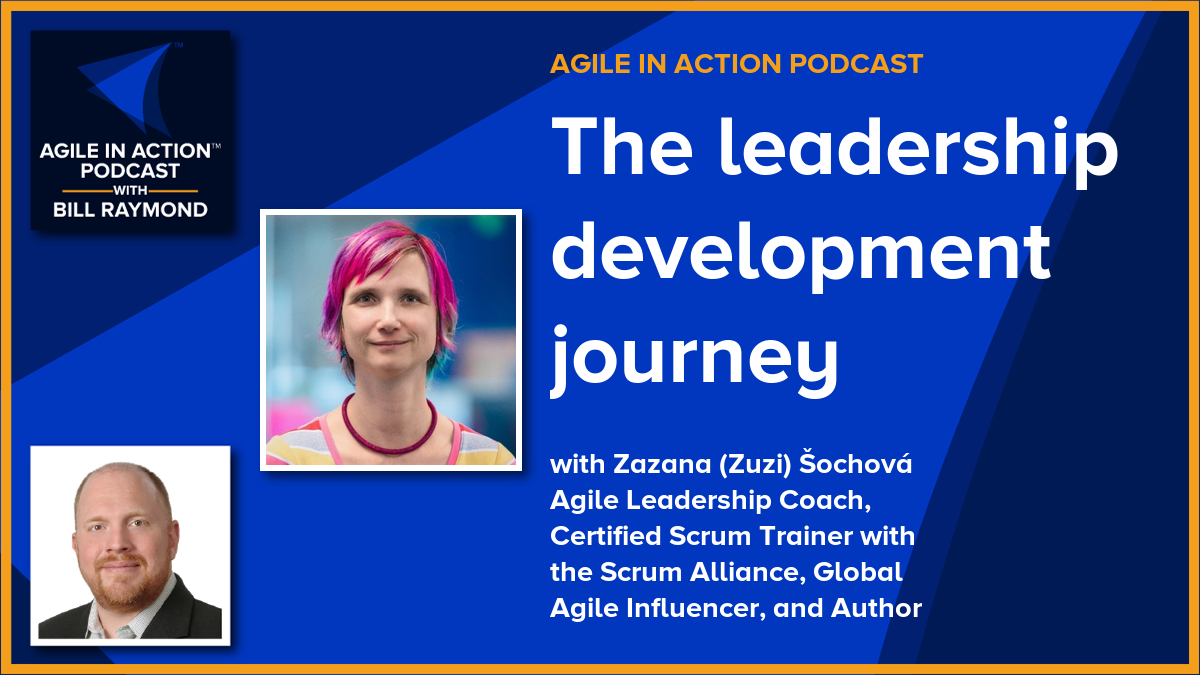 AGILE IN ACTION™
PODCAST
WITH
BILL RAYMOND
AGILE IN ACTION PODCAST
The leadership
development
journey
with Zazana (Zuzi) Šochová
Agile Leadership Coach,
Certified Scrum Trainer with
the Scrum Alliance, Global
Agile Influencer, and Author